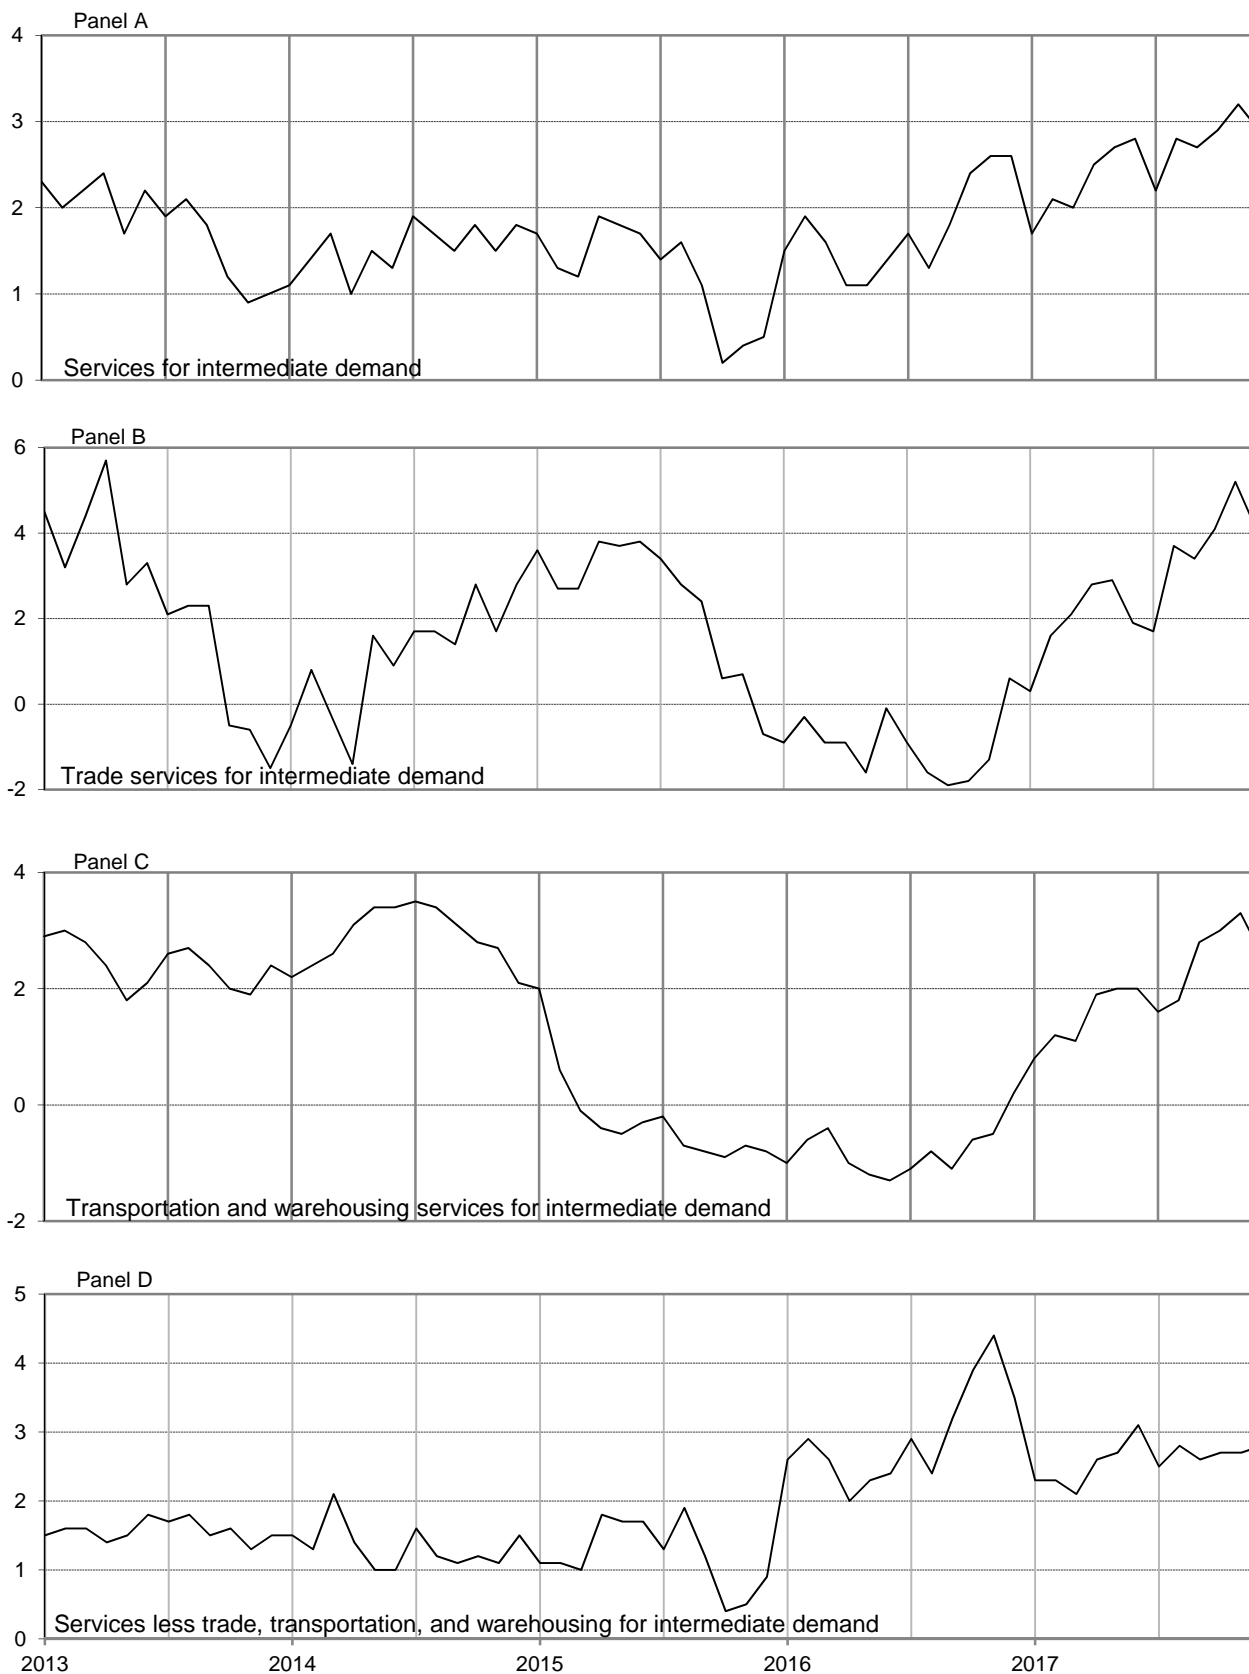 Panel A
4
3
2
1
0
Services for intermediate demand
Panel B
6
4
2
0
-2
Trade services for intermediate demand
Panel C
4
2
0
-2
Transportation and warehousing services for intermediate demand
Panel D
5
4
3
2
1
0
Services less trade, transportation, and warehousing for intermediate demand
2013 2014 2015 2016 2017